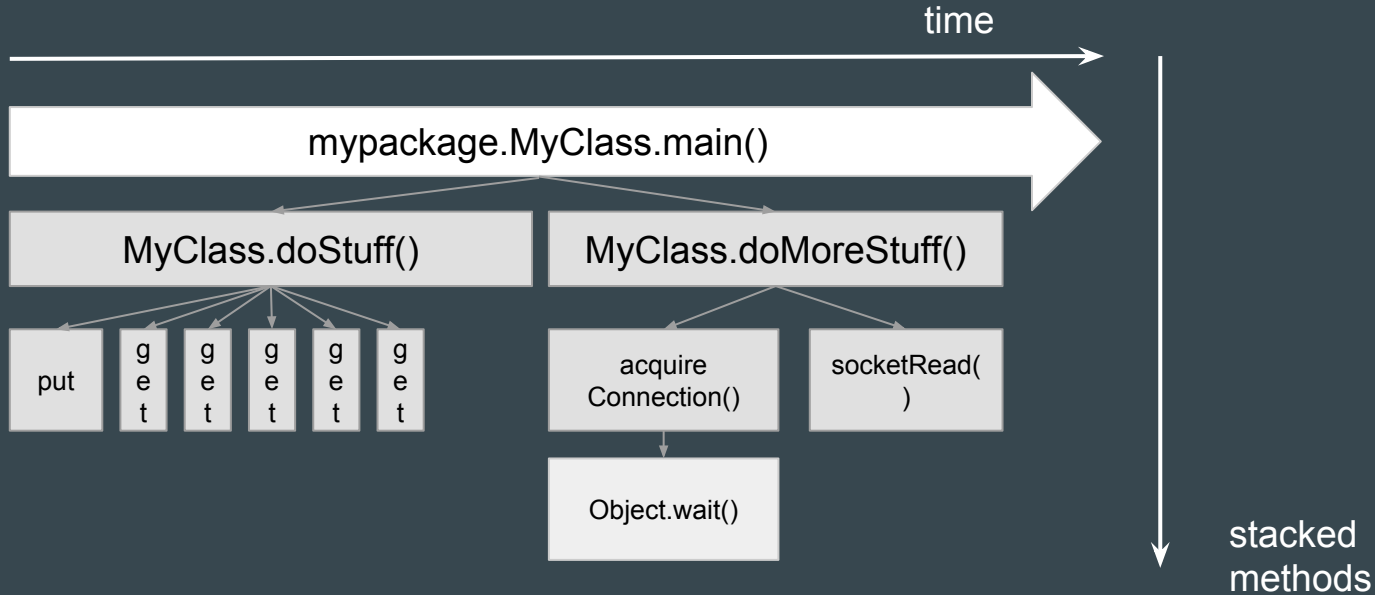 time
mypackage.MyClass.main()
MyClass.doStuff()
MyClass.doMoreStuff()
put
g
e
t
g
e
t
g
e
t
g
e
t
g
e
t
acquire
Connection()
socketRead(
)
Object.wait()
stacked
methods